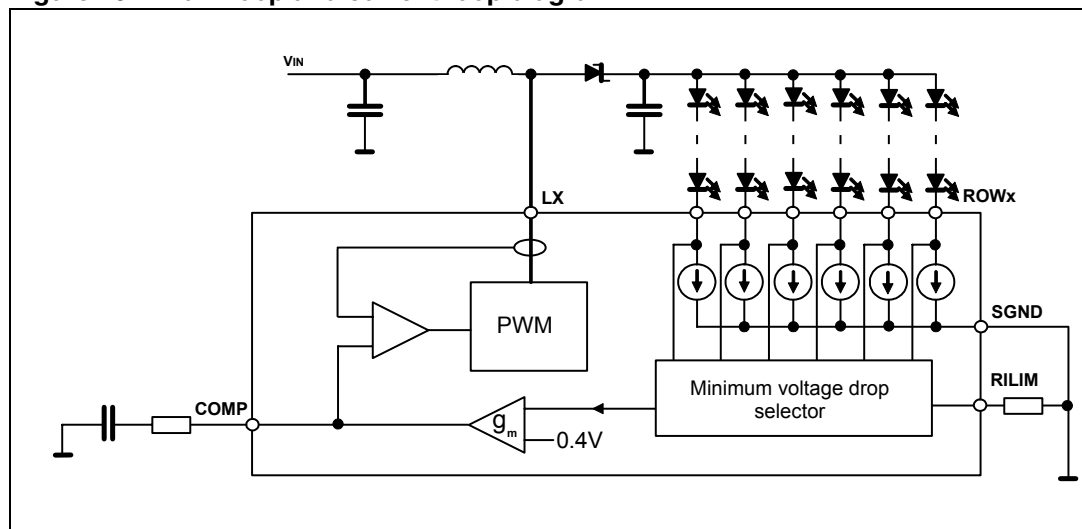 VIN
LX
ROWx
PWM
SGND
Minimum voltage drop
selector
RILIM
COMP
gm
0.4V